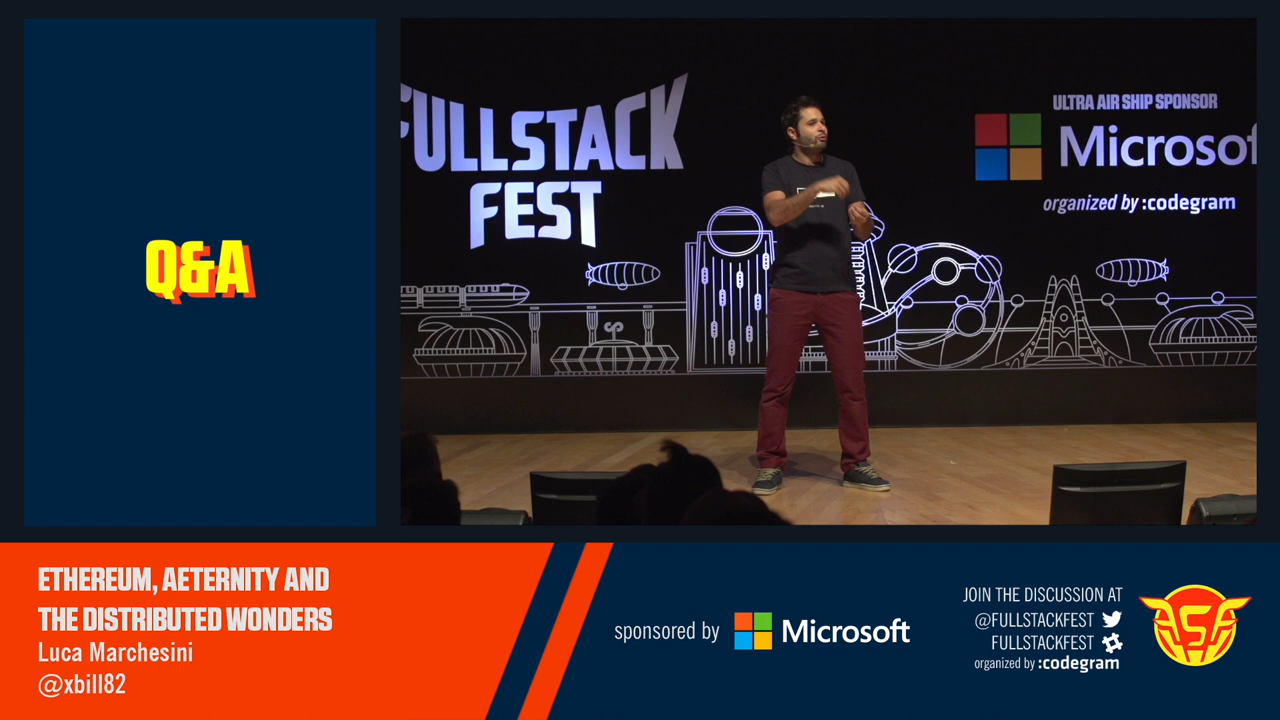 Q&A
FULLSTACK
FEST
ULTRA AIR SHIP SPONSOR
Microsof
organized by :codegram
ETHEREUM, AETERNITY AND
THE DISTRIBUTED WONDERS
Luca Marchesini
@xbill82
sponsored by
Microsoft
JOIN THE DISCUSSION AT
@FULLSTACKFEST
FULLSTACKFEST
organized by :codegram
FSF